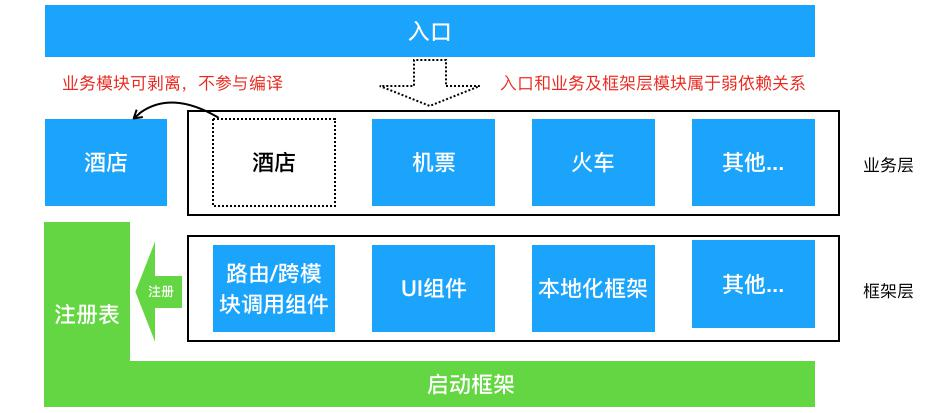 入口
业务模块可剥离，不参与编译
入口和业务及框架层模块属于弱依赖关系
酒店
酒店
机票
火车
其他...
业务层
路由/跨模
块调用组件
UI组件
本地化框架
其他...
框架层
注册
注册表
启动框架